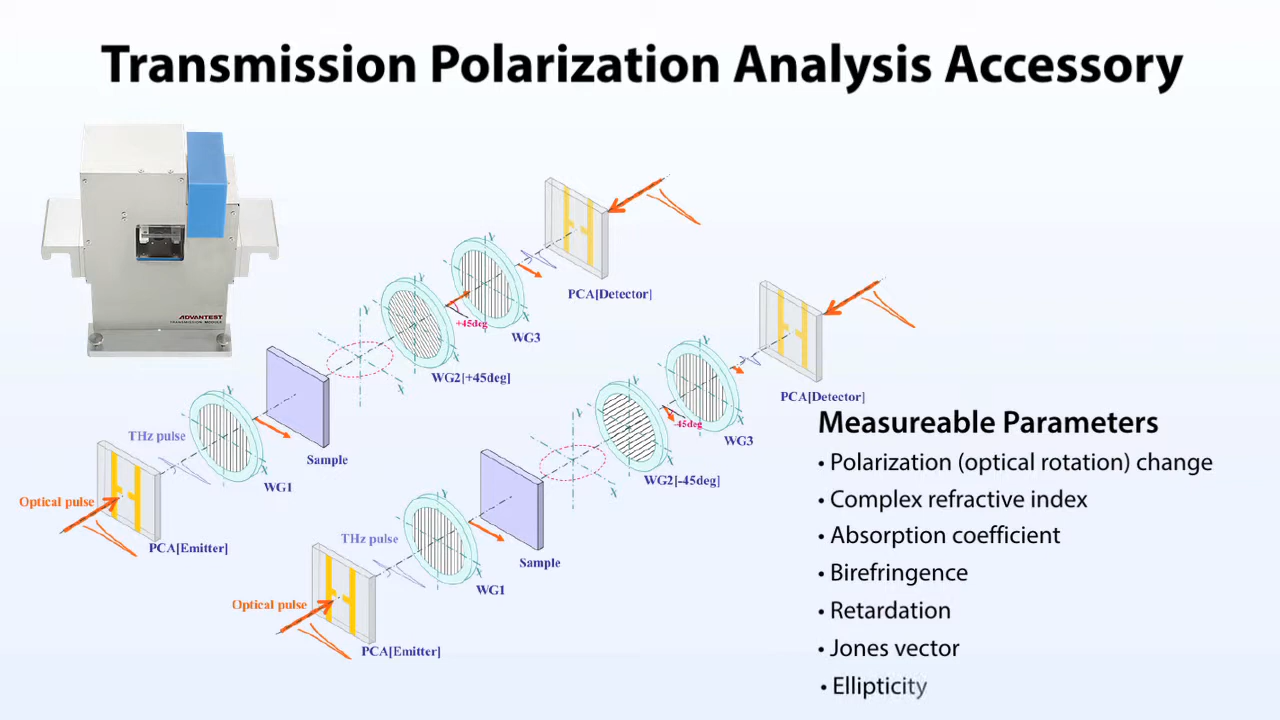 Transmission Polarization Analysis Accessory
ADVANTEST
TRANSMISSION MODULE
Optical pulse
PCA[Emitter]
THz pulse
WG1
Sample
Y
X
Y
X
WG2[+45deg]
+45deg
Y
X
WG3
PCA[Detector]
Optical pulse
PCA[Emitter]
THz pulse
Y
X
WG1
Sample
Y
X
Y
X
WG2[-45deg]
-45deg
Y
X
WG3
PCA[Detector]
Measureable Parameters
• Polarization (optical rotation) change
• Complex refractive index
• Absorption coefficient
• Birefringence
• Retardation
• Jones vector
• Ellipticity